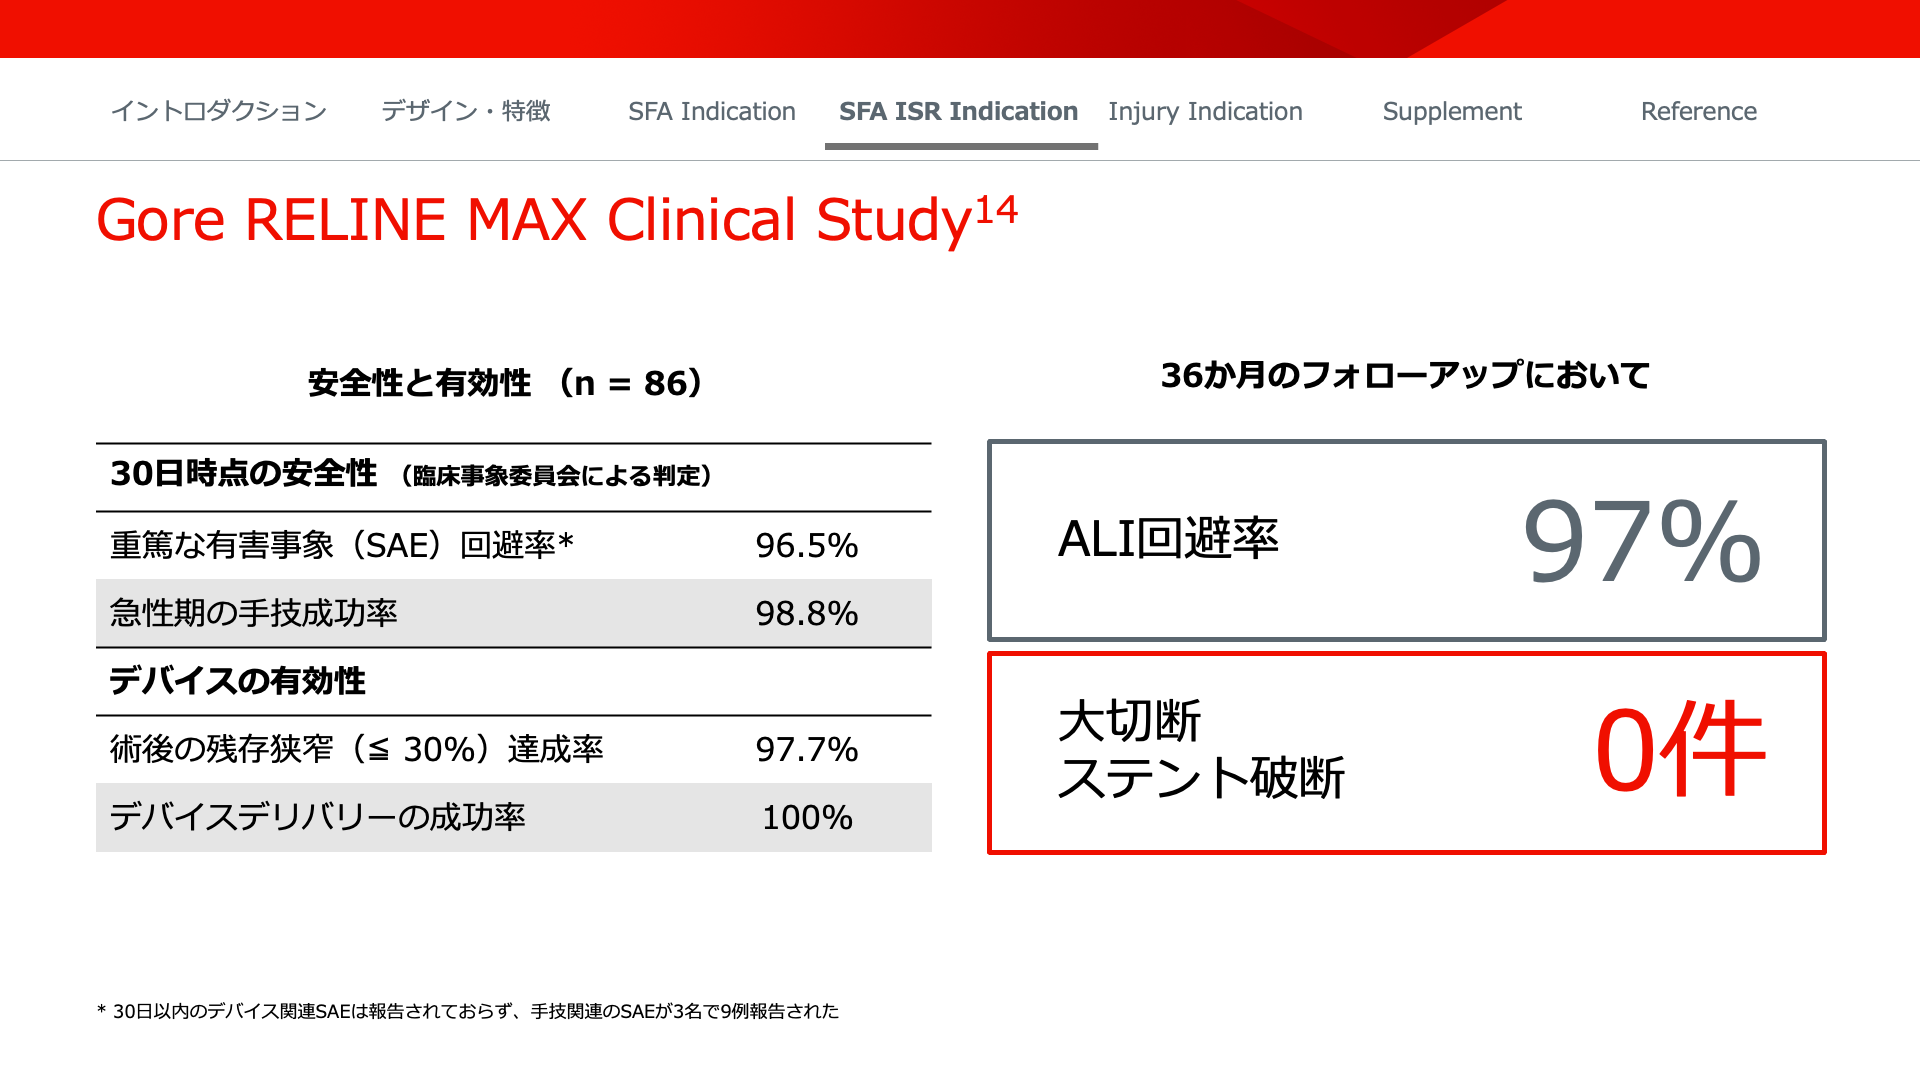 イントロダクション デザイン・特徴 SFA Indication SFA ISR Indication Injury Indication Supplement Reference
Gore RELINE MAX Clinical Study14
安全性と有効性 （n = 86）
30日時点の安全性 （臨床事象委員会による判定）
重篤な有害事象（SAE）回避率* 96.5%
急性期の手技成功率 98.8%
デバイスの有効性
術後の残存狭窄（≦ 30%）達成率 97.7%
デバイスデリバリーの成功率 100%
36か月のフォローアップにおいて
ALI回避率 97%
大切断
ステント破断
0件
* 30日以内のデバイス関連SAEは報告されておらず、手技関連のSAEが3名で9例報告された